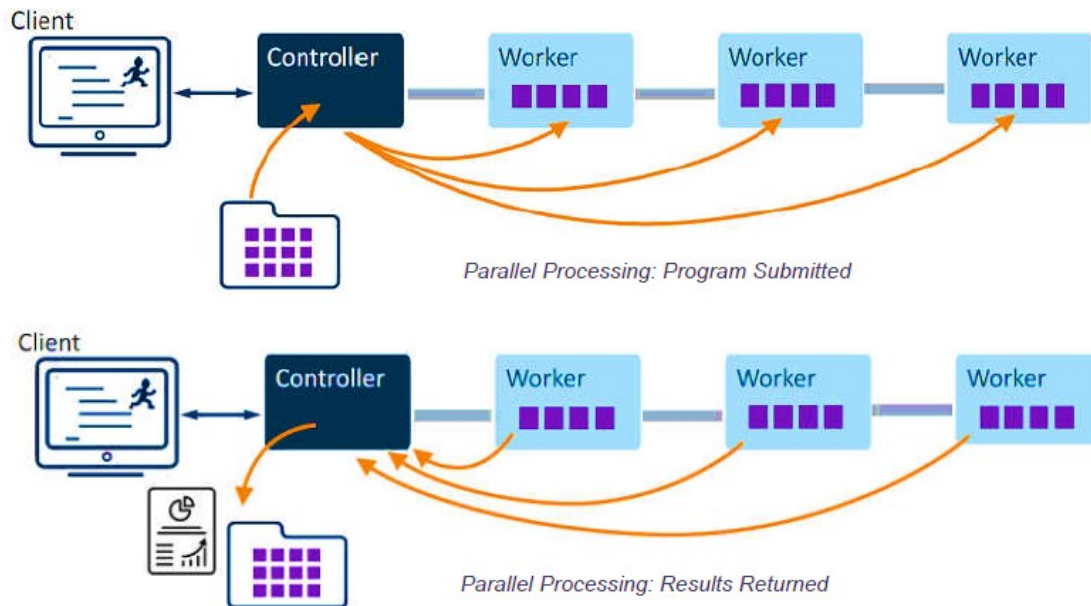 Client
Controller
Worker
Worker
Worker
Parallel Processing: Program Submitted
Client
Controller
Worker
Worker
Worker
Parallel Processing: Results Returned